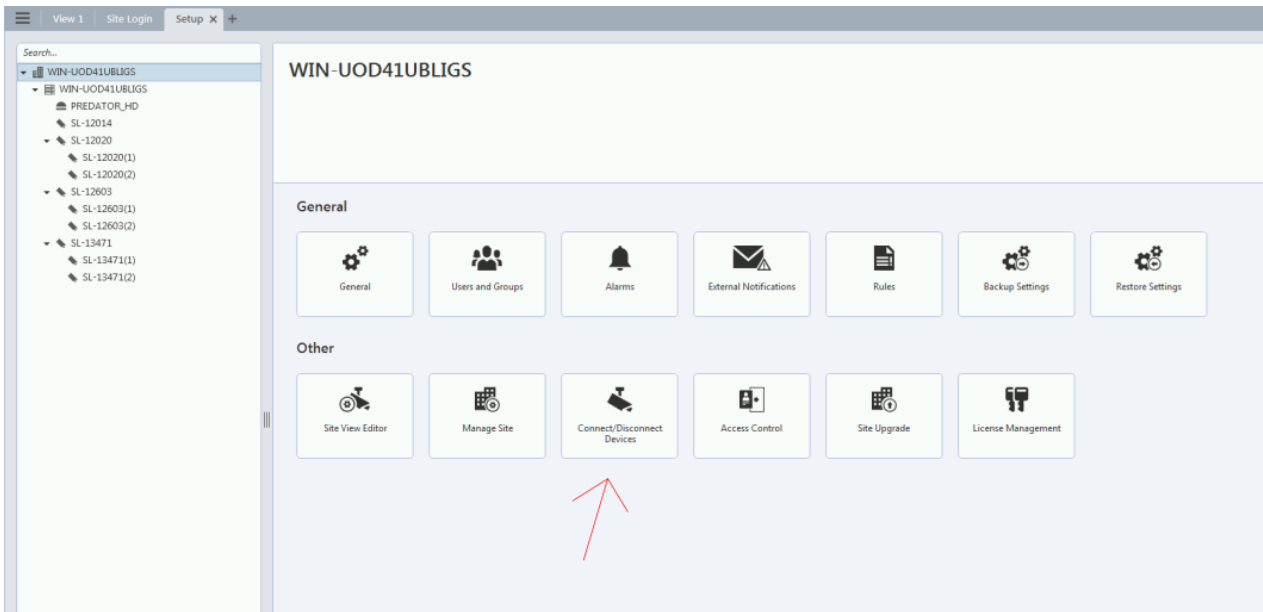 View 1
Site Login
Setup
Search...
WIN-UOD41UBLIGS
WIN-UOD41UBLIGS
PREDATOR_HD
SL-12014
SL-12020
SL-12020(1)
SL-12020(2)
SL-12603
SL-12603(1)
SL-12603(2)
SL-13471
SL-13471(1)
SL-13471(2)
WIN-UOD41UBLIGS
General
General
Users and Groups
Alarms
External Notifications
Rules
Backup Settings
Restore Settings
Other
Site View Editor
Manage Site
Connect/Disconnect
Devices
Access Control
Site Upgrade
License Management